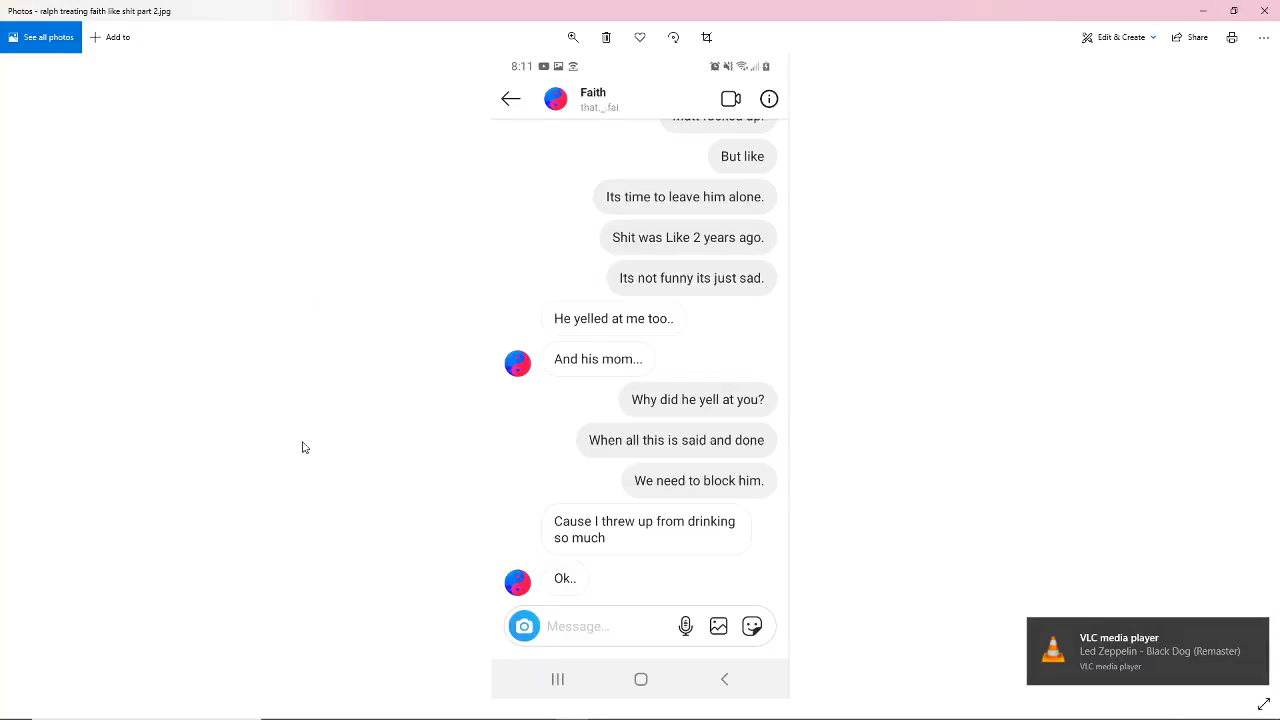 Photos - ralph treating faith like shit part 2.jpg
See all photos
Add to
Edit & Create
Share
8:11
Faith
that._.fai
Matt fucked up.
But like
Its time to leave him alone.
Shit was Like 2 years ago.
Its not funny its just sad.
He yelled at me too..
And his mom...
Why did he yell at you?
When all this is said and done
We need to block him.
Cause I threw up from drinking
so much
Ok..
Message...
VLC media player
Led Zeppelin - Black Dog (Remaster)
VLC media player